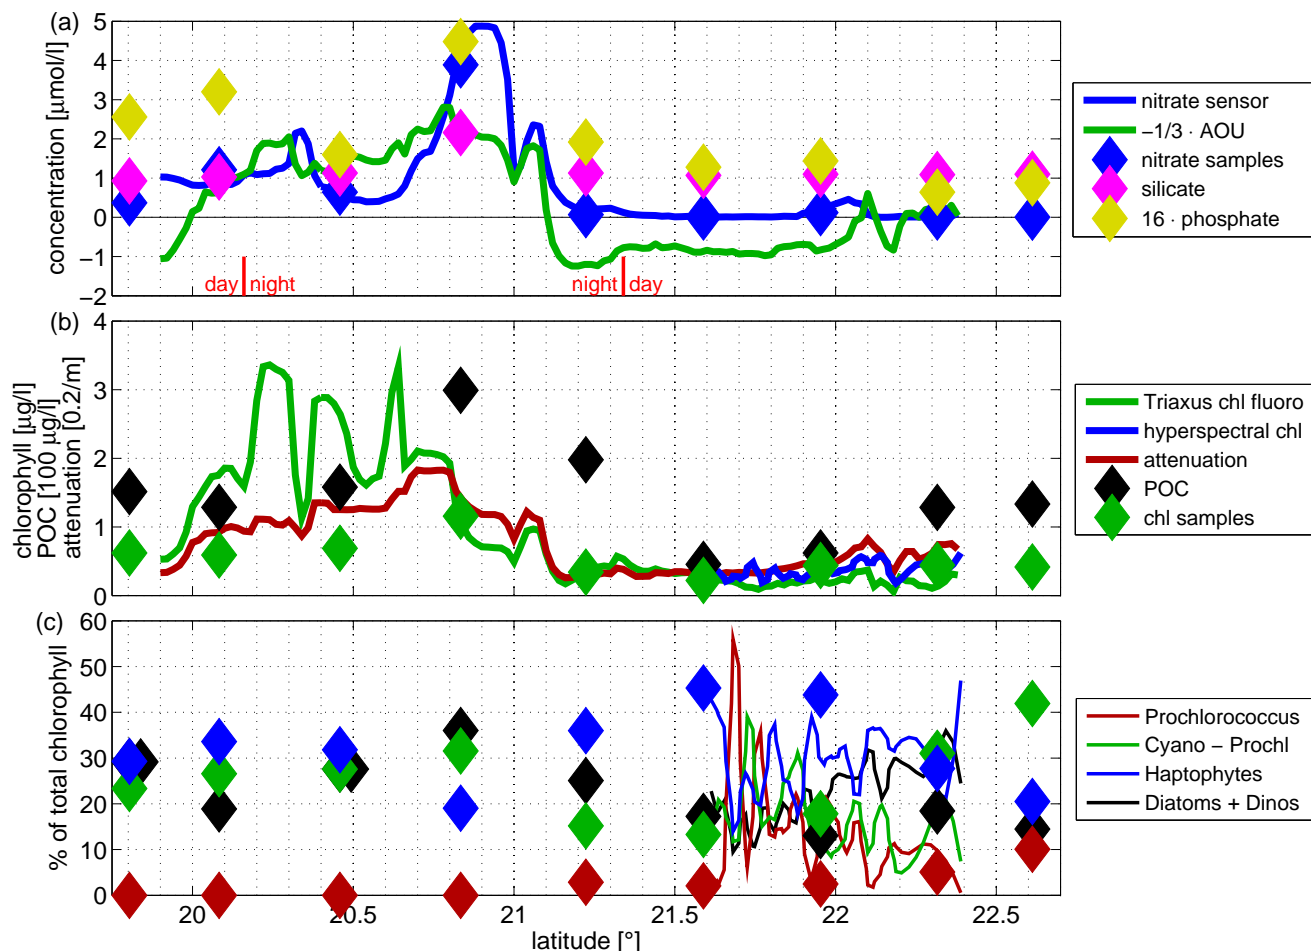 (a)
5
4
3
2
1
0
−1
−2
concentration [µmol/l]
day night
night day
nitrate sensor
−1/3 · AOU
nitrate samples
silicate
16 · phosphate
(b)
4
3
2
1
0
chlorophyll [µg/l]
POC [100 µg/l]
attenuation [0.2/m]
Triaxus chl fluoro
hyperspectral chl
attenuation
POC
chl samples
(c)
60
50
40
30
20
10
0
% of total chlorophyll
20 20.5 21 21.5 22 22.5
latitude [°]
Prochlorococcus
Cyano − Prochl
Haptophytes
Diatoms + Dinos